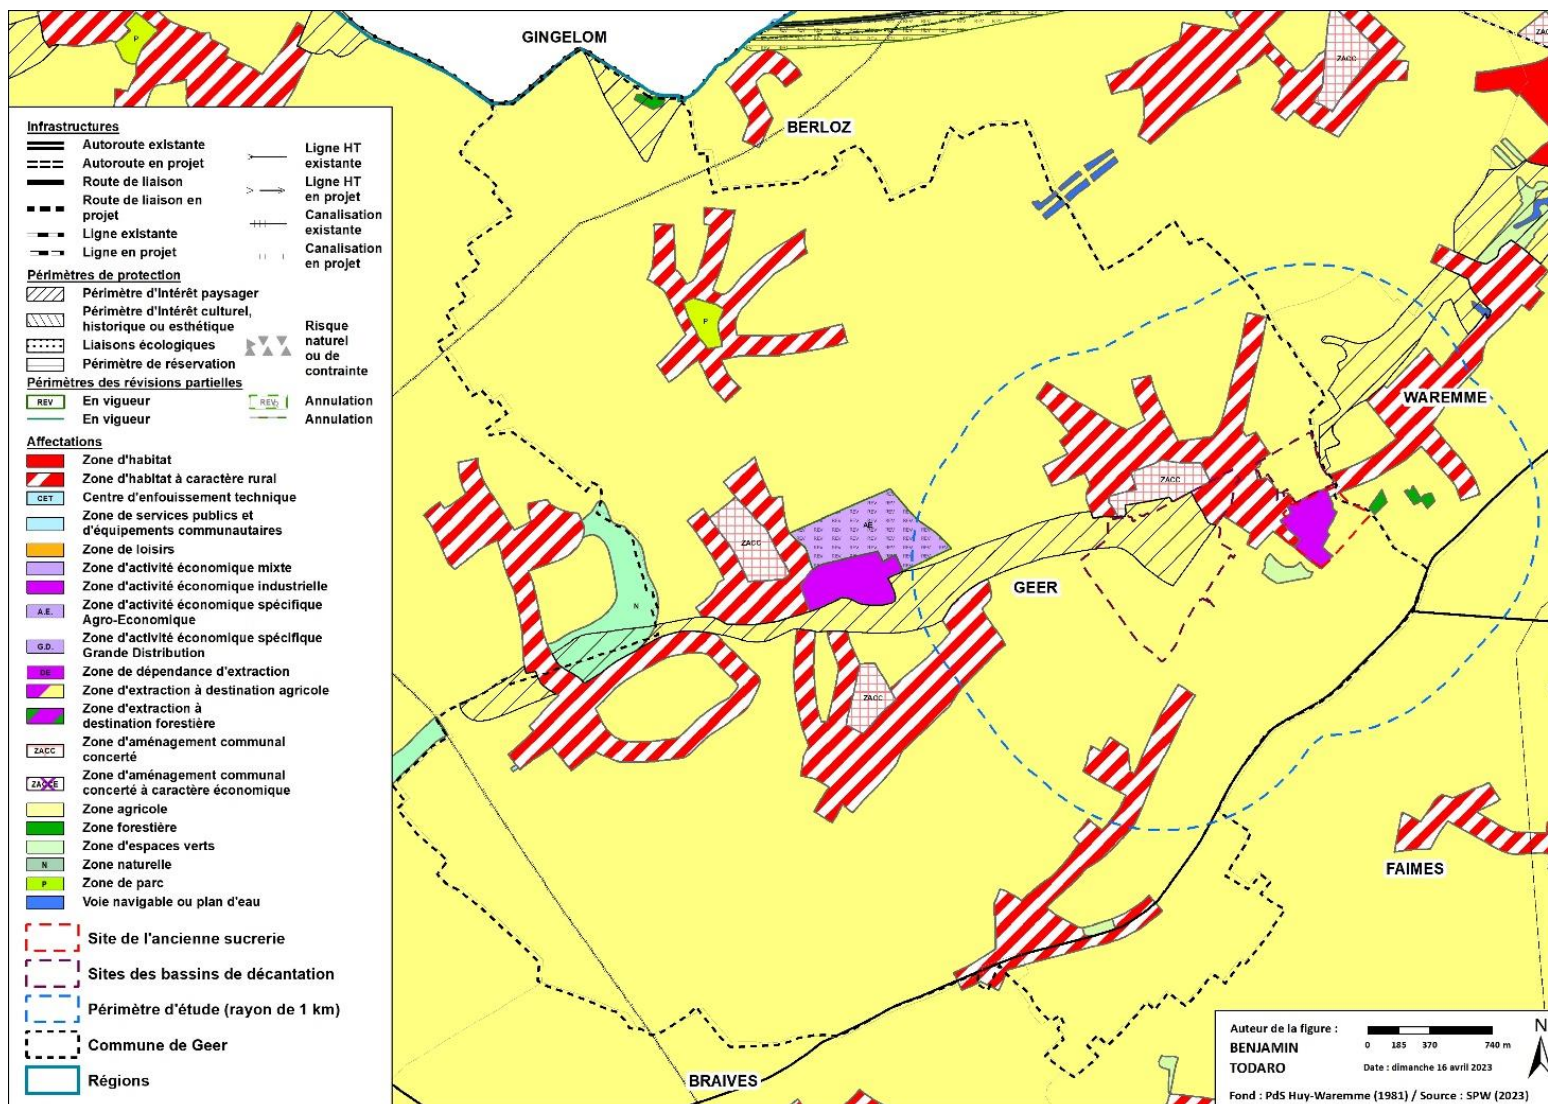 GINGELOM
BERLOZ
WAREMME
GEER
FAIMES
BRAIVES
P
P
N
ZACC
ZACC
ZACC
ZACC
ZACC
AE
REV
Infrastructures
Autoroute existante
Autoroute en projet
Route de liaison
Route de liaison en
projet
Ligne existante
Ligne en projet
Ligne HT
existante
Ligne HT
en projet
Canalisation
existante
Canalisation
en projet
Périmètres de protection
Périmètre d'Intérêt paysager
Périmètre d'Intérêt culturel,
historique ou esthétique
Liaisons écologiques
Périmètre de réservation
Risque
naturel
ou de
contrainte
Périmètres des révisions partielles
REV En vigueur
En vigueur
REV Annulation
Annulation
Affectations
Zone d'habitat
Zone d'habitat à caractère rural
CET Centre d'enfouissement technique
Zone de services publics et
d'équipements communautaires
Zone de loisirs
Zone d'activité économique mixte
Zone d'activité économique industrielle
A.E. Zone d'activité économique spécifique
Agro-Economique
G.D. Zone d'activité économique spécifique
Grande Distribution
DE Zone de dépendance d'extraction
Zone d'extraction à destination agricole
Zone d'extraction à
destination forestière
ZACC Zone d'aménagement communal
concerté
ZACCE Zone d'aménagement communal
concerté à caractère économique
Zone agricole
Zone forestière
Zone d'espaces verts
N Zone naturelle
P Zone de parc
Voie navigable ou plan d'eau
Site de l'ancienne sucrerie
Sites des bassins de décantation
Périmètre d'étude (rayon de 1 km)
Commune de Geer
Régions
Auteur de la figure :
BENJAMIN
TODARO
0 185 370 740 m
N
Date : dimanche 16 avril 2023
Fond : PdS Huy-Waremme (1981) / Source : SPW (2023)